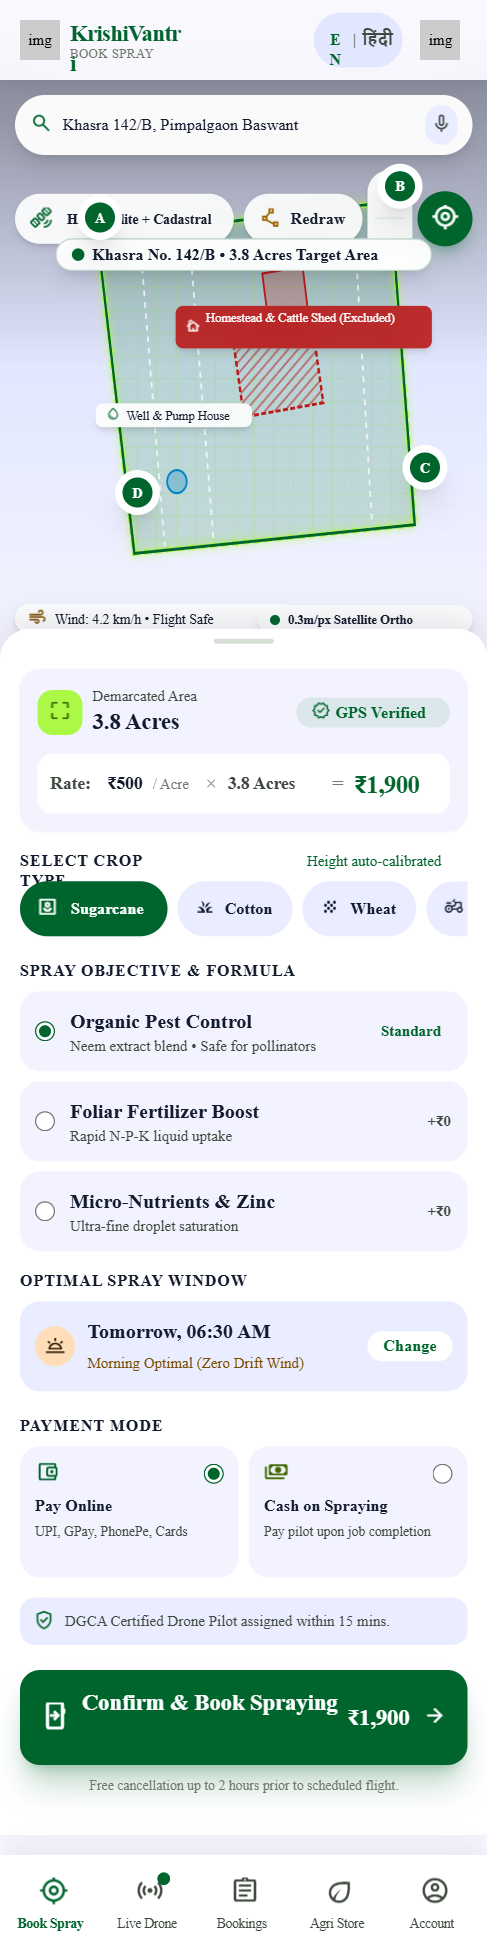 img
KrishiVantr
i
BOOK SPRAY
E
N
| हिंदी
img
Khasra 142/B, Pimpalgaon Baswant
A
lite + Cadastral
Redraw
B
Khasra No. 142/B • 3.8 Acres Target Area
Homestead & Cattle Shed (Excluded)
Well & Pump House
C
D
Wind: 4.2 km/h • Flight Safe
0.3m/px Satellite Ortho
Demarcated Area
3.8 Acres
GPS Verified
Rate: ₹500 / Acre × 3.8 Acres = ₹1,900
SELECT CROP
TYPE
Height auto-calibrated
Sugarcane
Cotton
Wheat
SPRAY OBJECTIVE & FORMULA
Organic Pest Control
Neem extract blend • Safe for pollinators
Standard
Foliar Fertilizer Boost
Rapid N-P-K liquid uptake
+₹0
Micro-Nutrients & Zinc
Ultra-fine droplet saturation
+₹0
OPTIMAL SPRAY WINDOW
Tomorrow, 06:30 AM
Morning Optimal (Zero Drift Wind)
Change
PAYMENT MODE
Pay Online
UPI, GPay, PhonePe, Cards
Cash on Spraying
Pay pilot upon job completion
DGCA Certified Drone Pilot assigned within 15 mins.
Confirm & Book Spraying
₹1,900
Free cancellation up to 2 hours prior to scheduled flight.
Book Spray
Live Drone
Bookings
Agri Store
Account